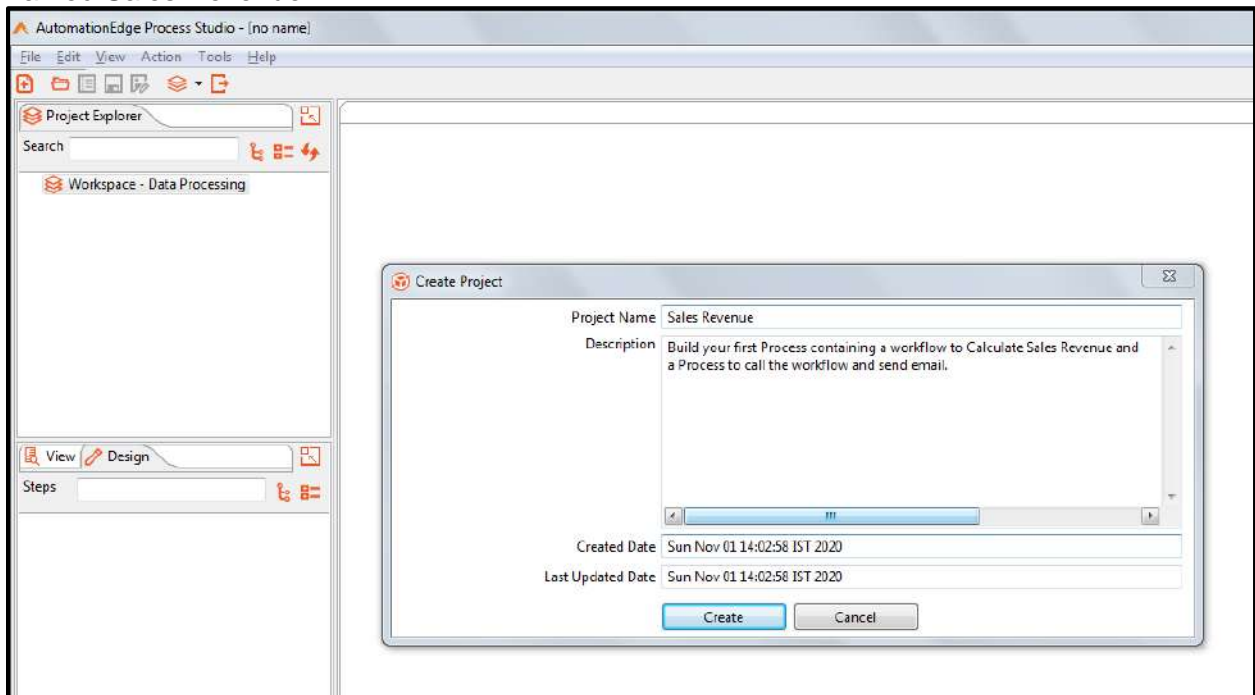 AutomationEdge Process Studio - [no name]
File Edit View Action Tools Help
Project Explorer
Search
Workspace - Data Processing
Create Project
Project Name Sales Revenue
Description Build your first Process containing a workflow to Calculate Sales Revenue and
a Process to call the workflow and send email.
View Design
Steps
Created Date Sun Nov 01 14:02:58 IST 2020
Last Updated Date Sun Nov 01 14:02:58 IST 2020
Create Cancel